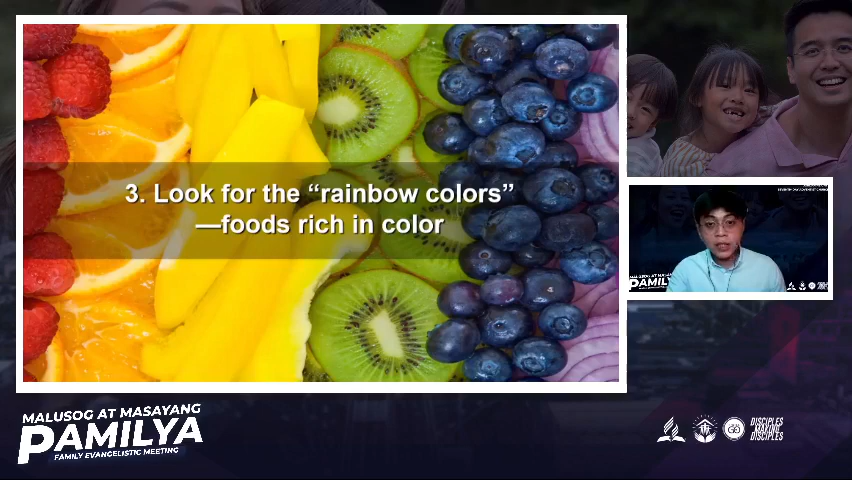 3. Look for the “rainbow colors”
—foods rich in color
MALUSOG AT MASAYANG
PAMILYA
FAMILY EVANGELISTIC MEETING
DISCIPLES
MAKING
DISCIPLES